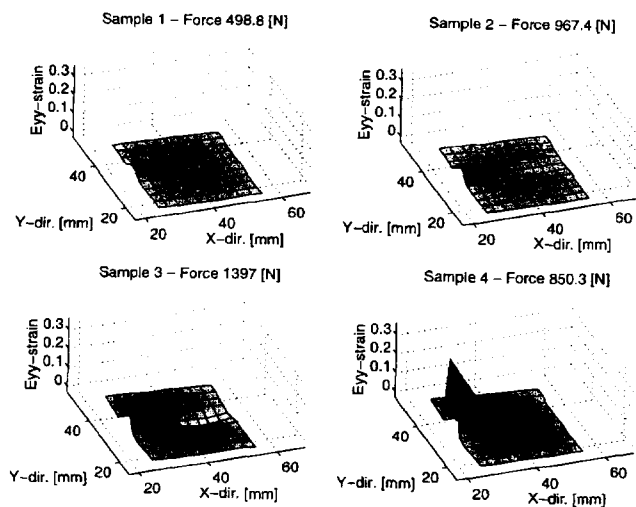 Sample 1 – Force 498.8 [N]
Sample 2 – Force 967.4 [N]
Eyy–strain
0.3
0.2
0.1
0
40
20
Y–dir. [mm]
20
40
60
X–dir. [mm]
Eyy–strain
0.3
0.2
0.1
0
40
20
Y–dir. [mm]
20
40
60
X–dir. [mm]
Sample 3 – Force 1397 [N]
Sample 4 – Force 850.3 [N]
Eyy–strain
0.3
0.2
0.1
0
40
20
Y–dir. [mm]
20
40
60
X–dir. [mm]
Eyy–strain
0.3
0.2
0.1
0
40
20
Y–dir. [mm]
20
40
60
X–dir. [mm]